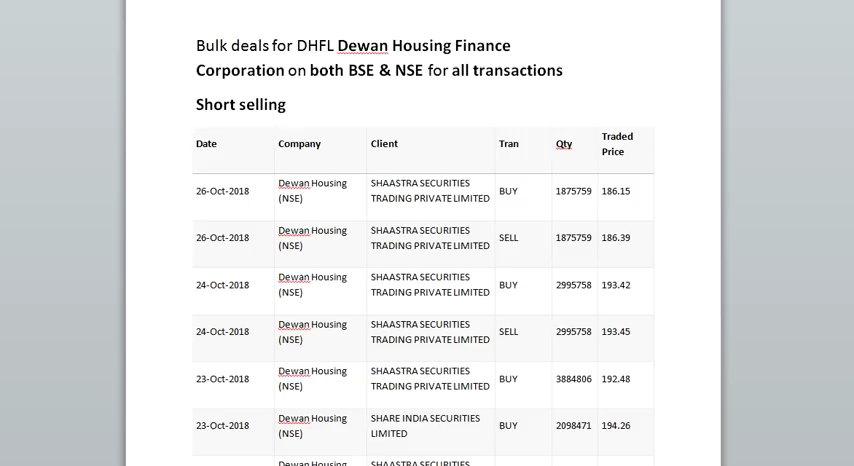 Bulk deals for DHFL Dewan Housing Finance
Corporation on both BSE & NSE for all transactions
Short selling
Date Company Client Tran Qty Traded
Price
26-Oct-2018 Dewan Housing
(NSE) SHAASTRA SECURITIES
TRADING PRIVATE LIMITED BUY 1875759 186.15
26-Oct-2018 Dewan Housing
(NSE) SHAASTRA SECURITIES
TRADING PRIVATE LIMITED SELL 1875759 186.39
24-Oct-2018 Dewan Housing
(NSE) SHAASTRA SECURITIES
TRADING PRIVATE LIMITED BUY 2995758 193.42
24-Oct-2018 Dewan Housing
(NSE) SHAASTRA SECURITIES
TRADING PRIVATE LIMITED SELL 2995758 193.45
23-Oct-2018 Dewan Housing
(NSE) SHAASTRA SECURITIES
TRADING PRIVATE LIMITED BUY 3884806 192.48
23-Oct-2018 Dewan Housing
(NSE) SHARE INDIA SECURITIES
LIMITED BUY 2098471 194.26
Dewan Housing SHAASTRA SECURITIES